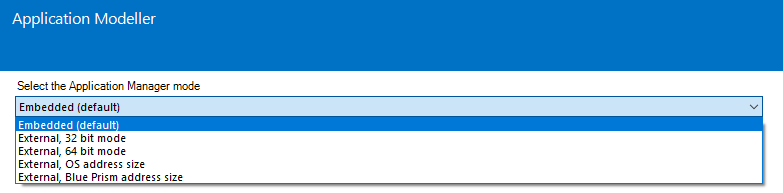 Application Modeller
Select the Application Manager mode
Embedded (default)
Embedded (default)
External, 32 bit mode
External, 64 bit mode
External, OS address size
External, Blue Prism address size